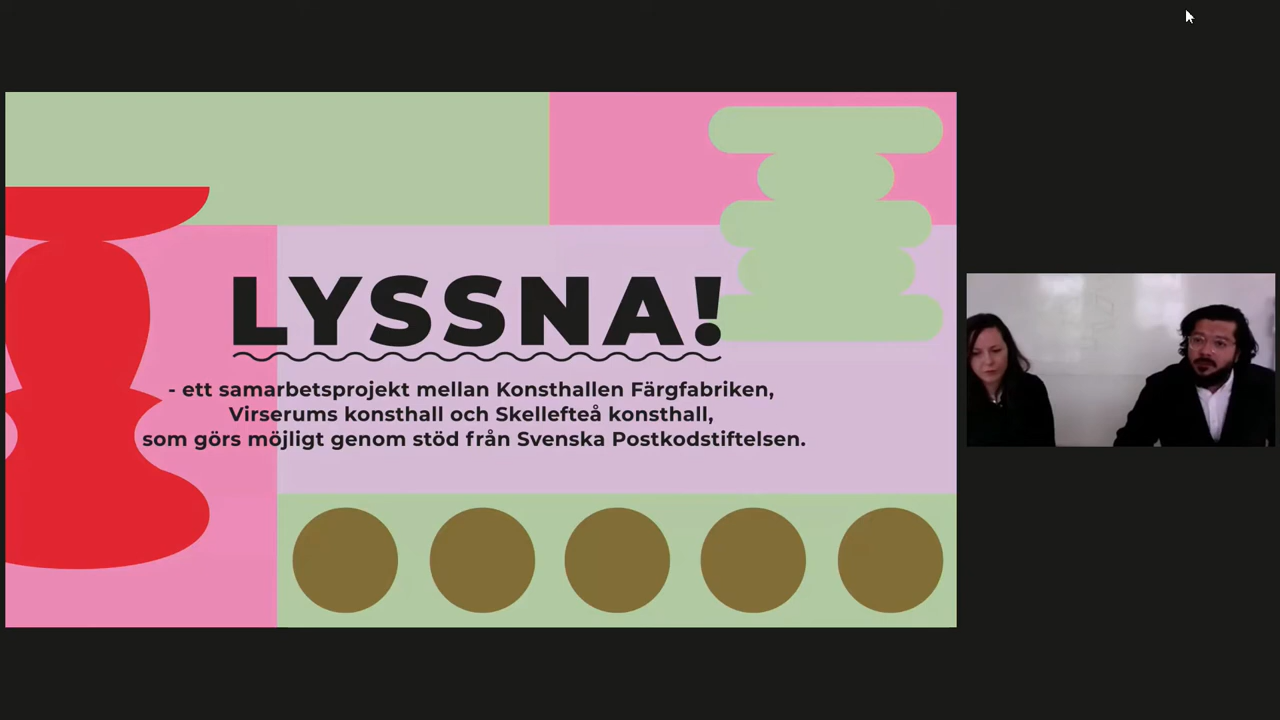 LYSSNA!
- ett samarbetsprojekt mellan Konsthallen Färgfabriken,
Virserums konsthall och Skellefteå konsthall,
som görs möjligt genom stöd från Svenska Postkodstiftelsen.